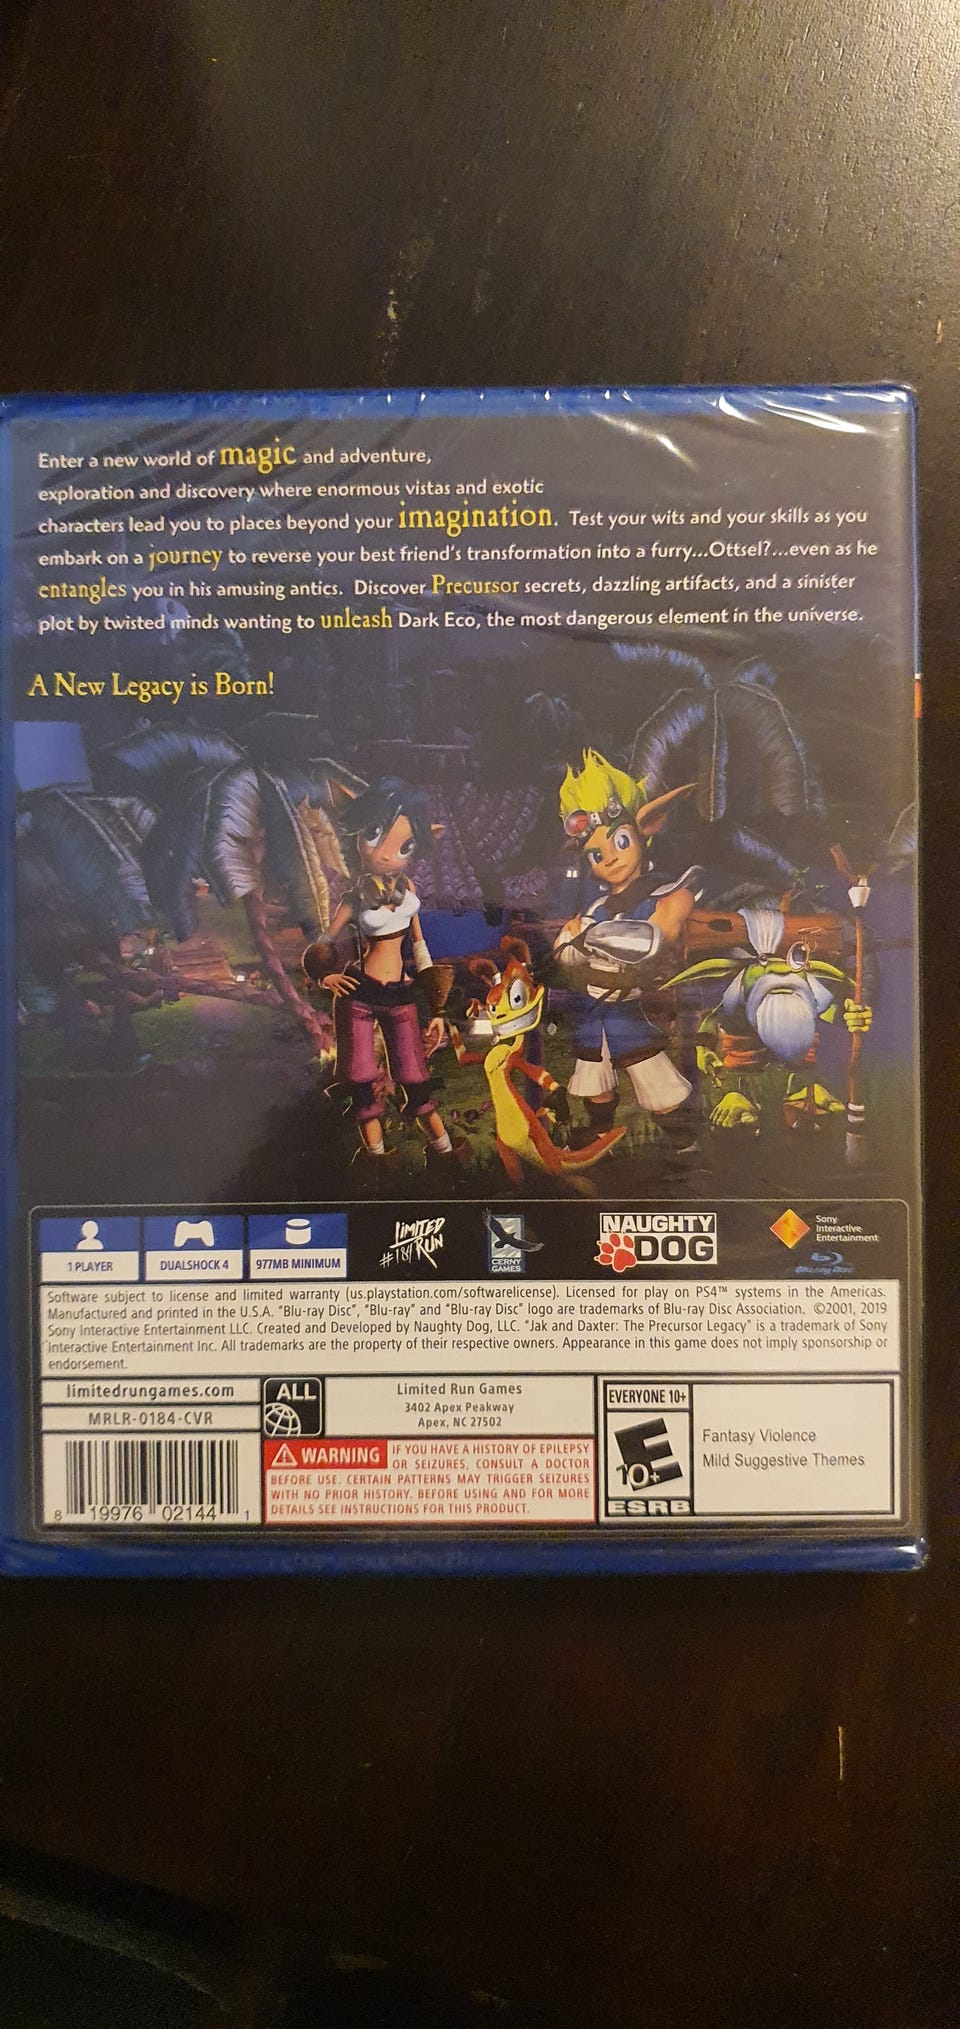 Enter a new world of magic and adventure,
exploration and discovery where enormous vistas and exotic
characters lead you to places beyond your imagination. Test your wits and your skills as you
embark on a journey to reverse your best friend's transformation into a furry...Ottsel?...even as he
entangles you in his amusing antics. Discover Precursor secrets, dazzling artifacts, and a sinister
plot by twisted minds wanting to unleash Dark Eco, the most dangerous element in the universe.
A New Legacy is Born!
1 PLAYER
DUALSHOCK 4
977MB MINIMUM
LIMITED
RUN
#184
CERNY
GAMES
NAUGHTY
DOG
Sony
Interactive
Entertainment
Blu-ray Disc
Software subject to license and limited warranty (us.playstation.com/softwarelicense). Licensed for play on PS4™ systems in the Americas.
Manufactured and printed in the U.S.A. "Blu-ray Disc", "Blu-ray" and "Blu-ray Disc" logo are trademarks of Blu-ray Disc Association. ©2001, 2019
Sony Interactive Entertainment LLC. Created and Developed by Naughty Dog, LLC. "Jak and Daxter: The Precursor Legacy" is a trademark of Sony
Interactive Entertainment Inc. All trademarks are the property of their respective owners. Appearance in this game does not imply sponsorship or
endorsement.
limitedrungames.com
MRLR-0184-CVR
8 19976 02144 1
ALL
Limited Run Games
3402 Apex Peakway
Apex, NC 27502
WARNING IF YOU HAVE A HISTORY OF EPILEPSY
OR SEIZURES, CONSULT A DOCTOR
BEFORE USE. CERTAIN PATTERNS MAY TRIGGER SEIZURES
WITH NO PRIOR HISTORY. BEFORE USING AND FOR MORE
DETAILS SEE INSTRUCTIONS FOR THIS PRODUCT.
EVERYONE 10+
E
10+
ESRB
Fantasy Violence
Mild Suggestive Themes